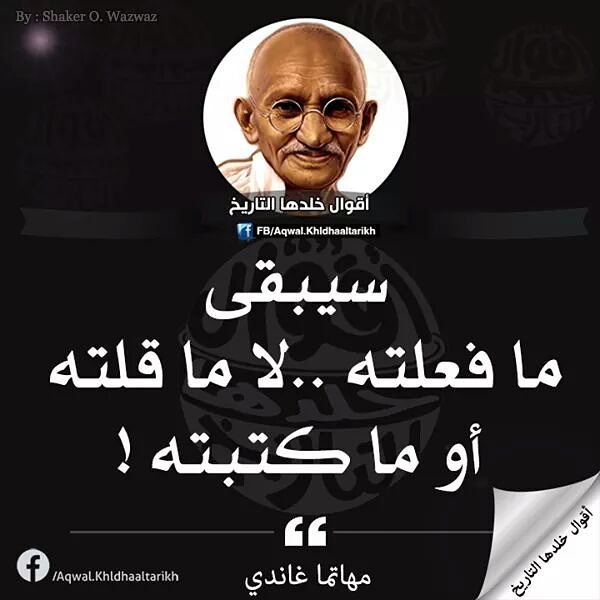 By : Shaker O. Wazwaz
أقوال خلدها التاريخ
FB/Aqwal.Khldhaaltarikh
سيبقى
ما فعلته ..لا ما قلته
أو ما كتبته !
مهاتما غاندي
/Aqwal.Khldhaaltarikh
أقوال خلدها التاريخ